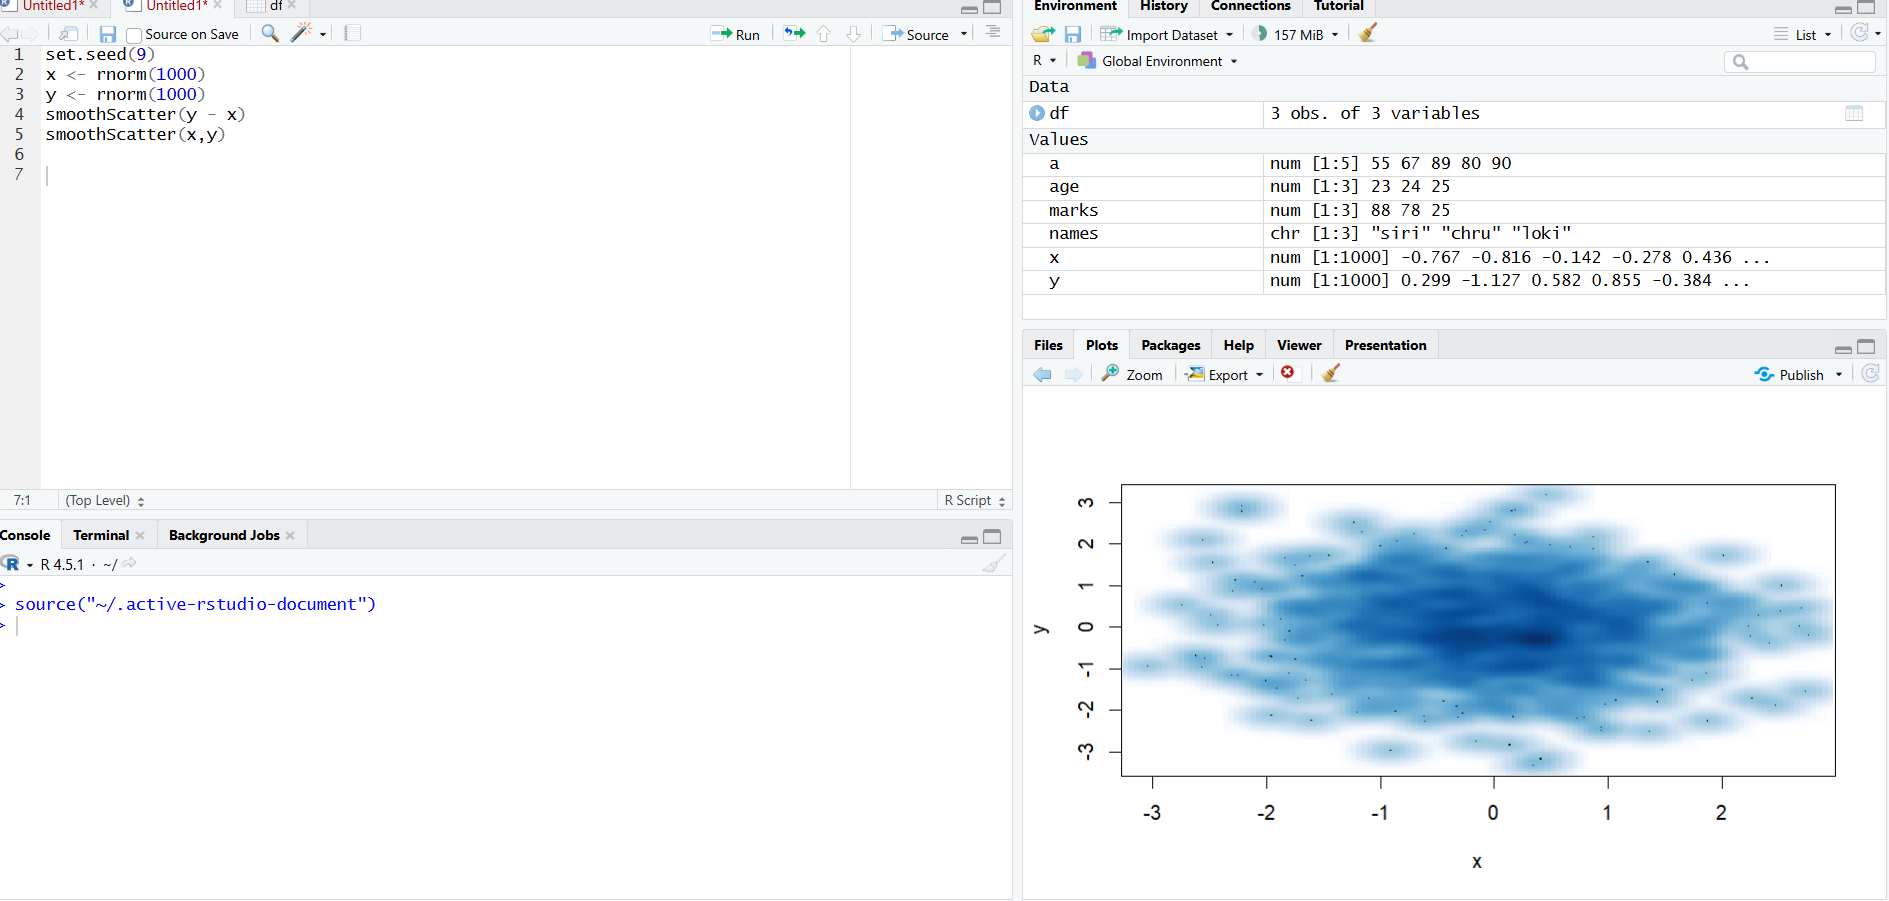 Untitled1* Untitled1* df
Source on Save Run Source
1 set.seed(9)
2 x <- rnorm(1000)
3 y <- rnorm(1000)
4 smoothScatter(y - x)
5 smoothScatter(x,y)
6
7
7:1 (Top Level) R Script
Console Terminal Background Jobs
R R 4.5.1 · ~/
>
> source("~/.active-rstudio-document")
>
Environment History Connections Tutorial
Import Dataset 157 MiB List
R Global Environment
Data
df 3 obs. of 3 variables
Values
a num [1:5] 55 67 89 80 90
age num [1:3] 23 24 25
marks num [1:3] 88 78 25
names chr [1:3] "siri" "chru" "loki"
x num [1:1000] -0.767 -0.816 -0.142 -0.278 0.436 ...
y num [1:1000] 0.299 -1.127 0.582 0.855 -0.384 ...
Files Plots Packages Help Viewer Presentation
Zoom Export Publish
3
2
1
0
-1
-2
-3
y
-3 -2 -1 0 1 2
x